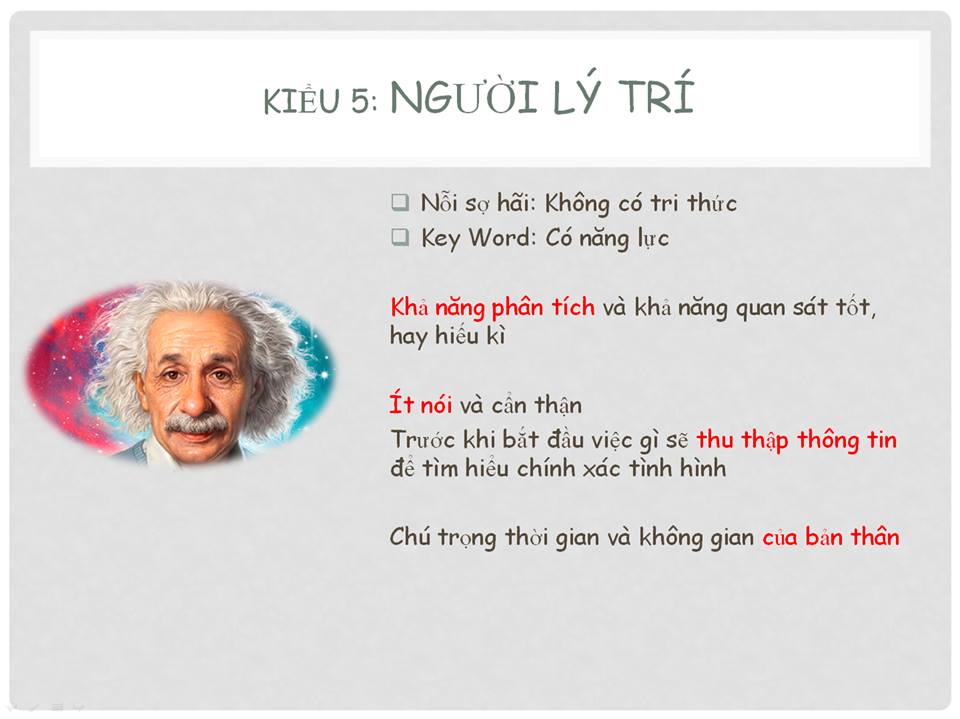 KIỂU 5: NGƯỜI LÝ TRÍ
Nỗi sợ hãi: Không có tri thức
Key Word: Có năng lực
Khả năng phân tích và khả năng quan sát tốt,
hay hiếu kì
Ít nói và cẩn thận
Trước khi bắt đầu việc gì sẽ thu thập thông tin
để tìm hiểu chính xác tình hình
Chú trọng thời gian và không gian của bản thân